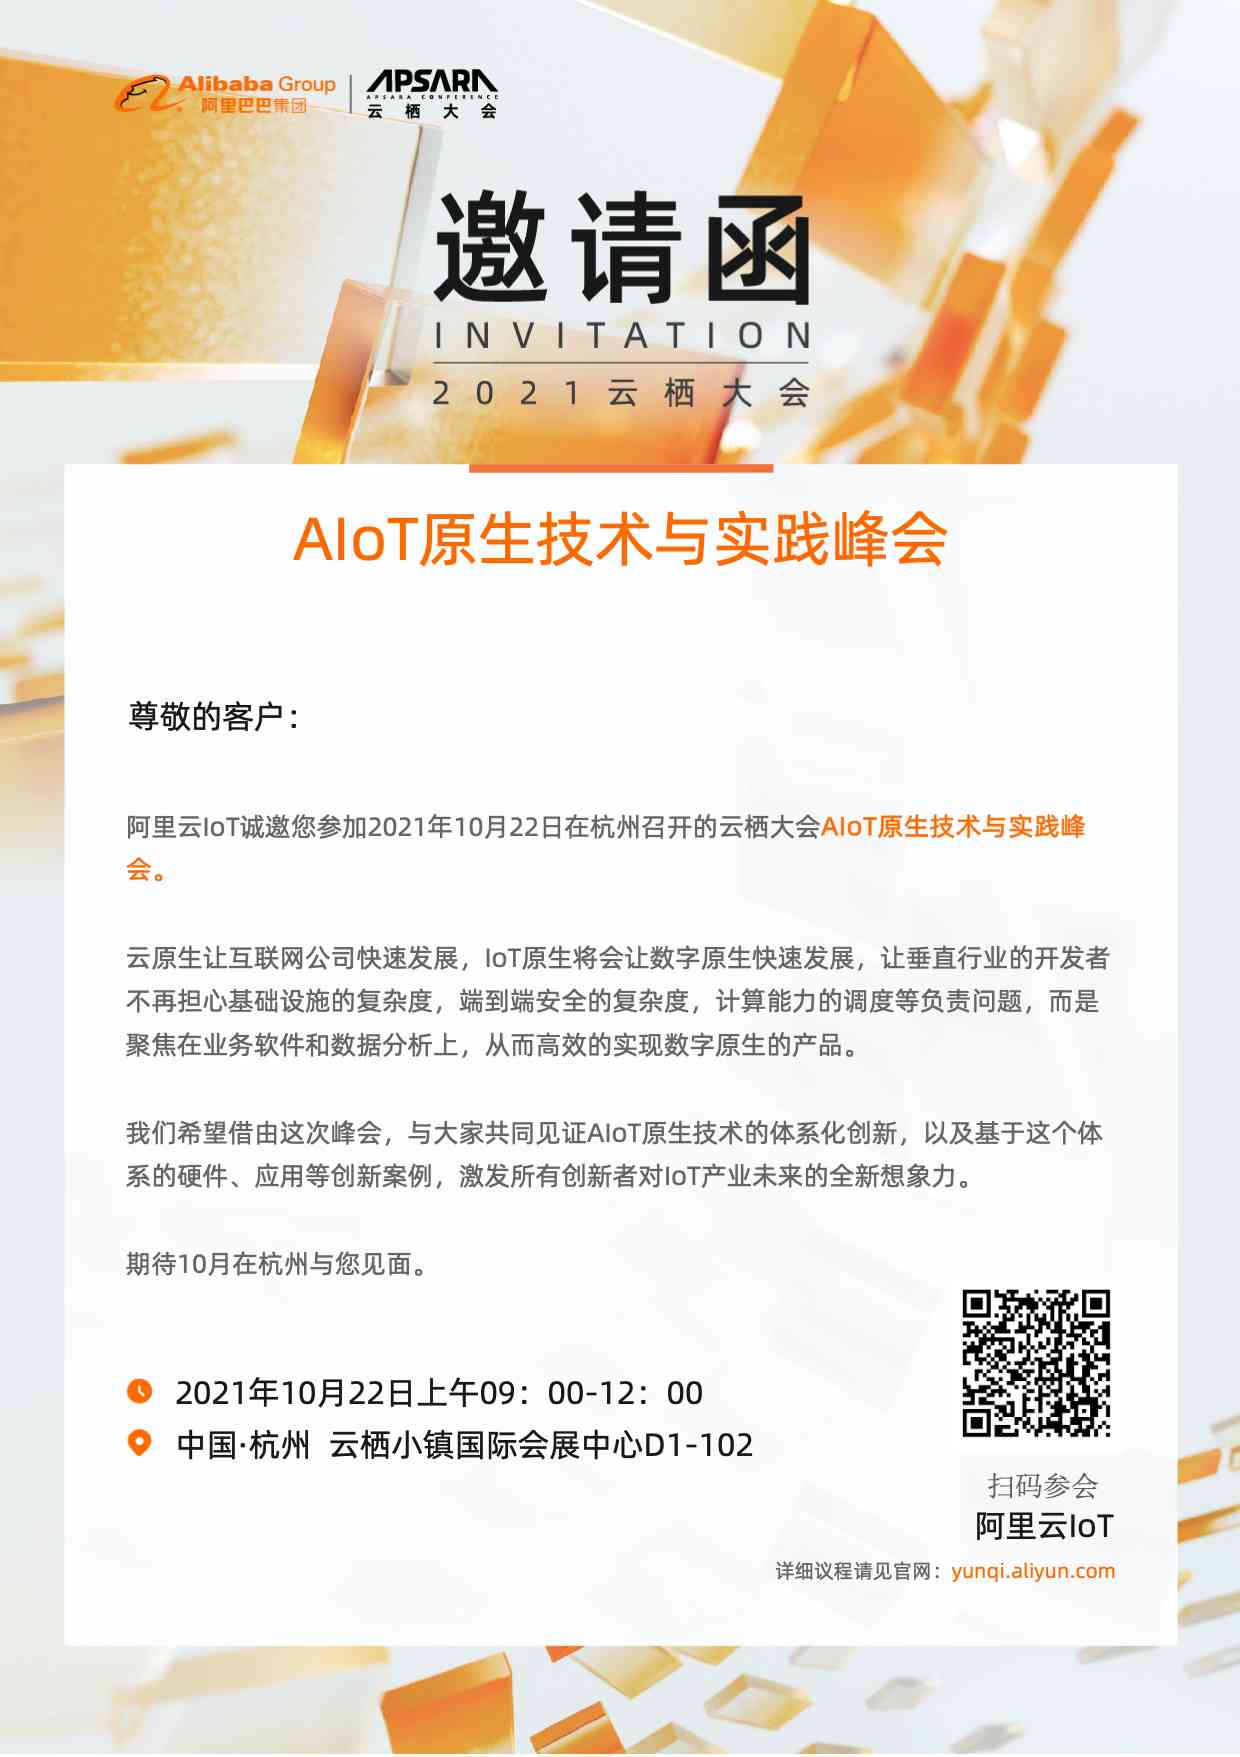 Alibaba Group
阿里巴巴集团
APSARA
APSARA CONFERENCE
云栖大会
邀请函
INVITATION
2021云栖大会
AIoT原生技术与实践峰会
尊敬的客户：
阿里云IoT诚邀您参加2021年10月22日在杭州召开的云栖大会AIoT原生技术与实践峰
会。
云原生让互联网公司快速发展，IoT原生将会让数字原生快速发展，让垂直行业的开发者
不再担心基础设施的复杂度，端到端安全的复杂度，计算能力的调度等负责问题，而是
聚焦在业务软件和数据分析上，从而高效的实现数字原生的产品。
我们希望借由这次峰会，与大家共同见证AIoT原生技术的体系化创新，以及基于这个体
系的硬件、应用等创新案例，激发所有创新者对IoT产业未来的全新想象力。
期待10月在杭州与您见面。
2021年10月22日上午09：00-12：00
中国·杭州 云栖小镇国际会展中心D1-102
扫码参会
阿里云IoT
详细议程请见官网：yunqi.aliyun.com